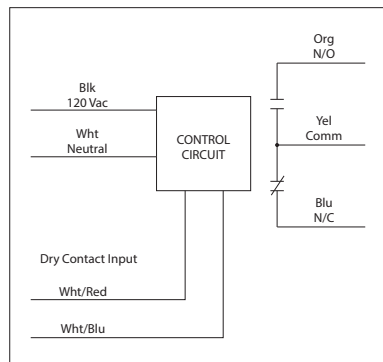 Blk
120 Vac
Wht
Neutral
CONTROL
CIRCUIT
Org
N/O
Yel
Comm
Blu
N/C
Dry Contact Input
Wht/Red
Wht/Blu